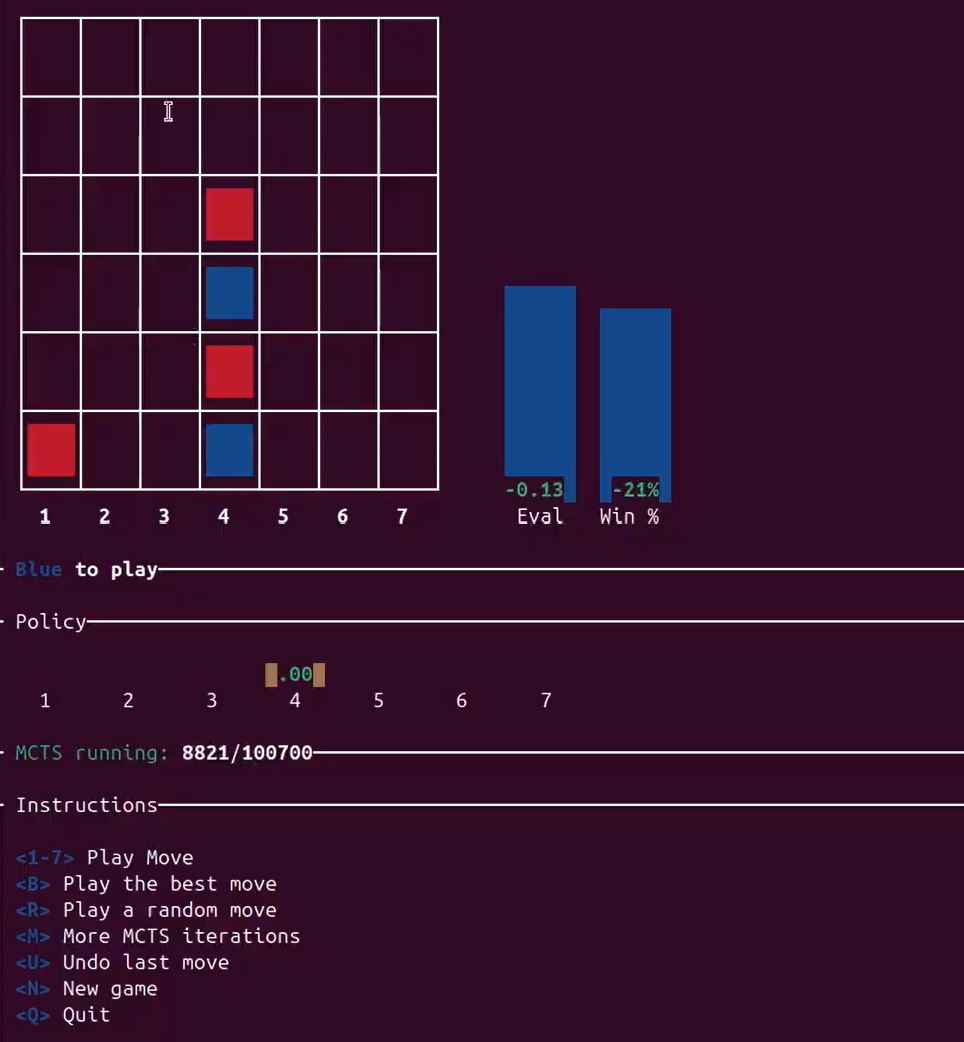 -0.13 -21%
1 2 3 4 5 6 7 Eval Win %
Blue to play
Policy
.00
1 2 3 4 5 6 7
MCTS running: 8821/100700
Instructions
<1-7> Play Move
<B> Play the best move
<R> Play a random move
<M> More MCTS iterations
<U> Undo last move
<N> New game
<Q> Quit